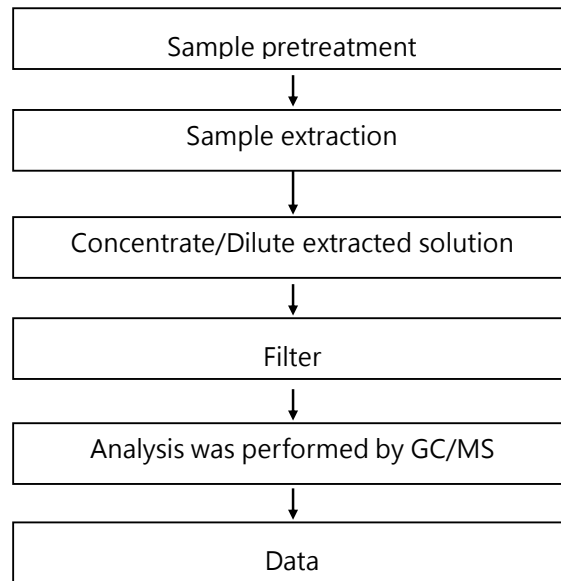 Sample pretreatment
Sample extraction
Concentrate/Dilute extracted solution
Filter
Analysis was performed by GC/MS
Data